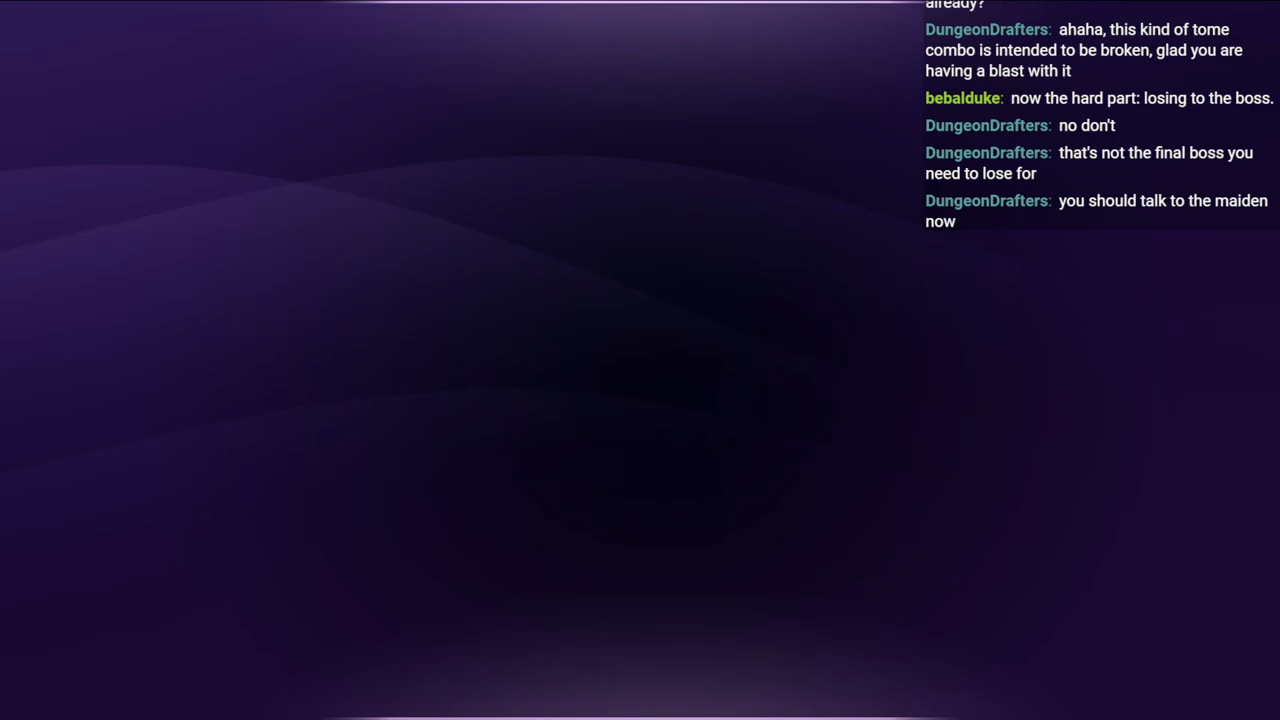 already?
DungeonDrafters: ahaha, this kind of tome
combo is intended to be broken, glad you are
having a blast with it
bebalduke: now the hard part: losing to the boss.
DungeonDrafters: no don't
DungeonDrafters: that's not the final boss you
need to lose for
DungeonDrafters: you should talk to the maiden
now